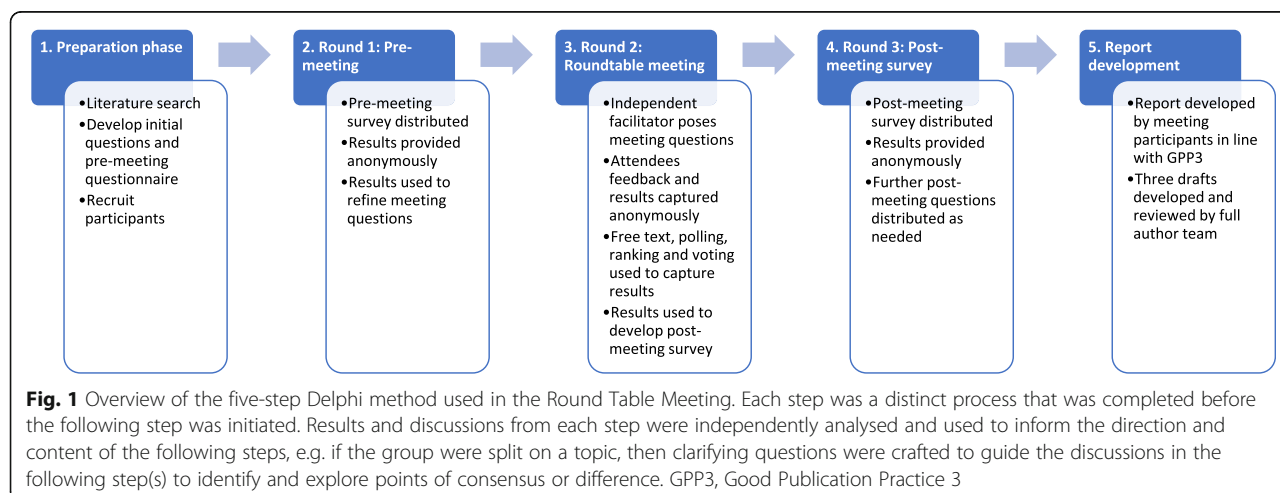 1. Preparation phase
•Literature search
•Develop initial
questions and
pre-meeting
questionnaire
•Recruit
participants
2. Round 1: Pre-
meeting
•Pre-meeting
survey distributed
•Results provided
anonymously
•Results used to
refine meeting
questions
3. Round 2:
Roundtable meeting
•Independent
facilitator poses
meeting questions
•Attendees
feedback and
results captured
anonymously
•Free text, polling,
ranking and voting
used to capture
results
•Results used to
develop post-
meeting survey
4. Round 3: Post-
meeting survey
•Post-meeting
survey distributed
•Results provided
anonymously
•Further post-
meeting questions
distributed as
needed
5. Report
development
•Report developed
by meeting
participants in line
with GPP3
•Three drafts
developed and
reviewed by full
author team
Fig. 1 Overview of the five-step Delphi method used in the Round Table Meeting. Each step was a distinct process that was completed before
the following step was initiated. Results and discussions from each step were independently analysed and used to inform the direction and
content of the following steps, e.g. if the group were split on a topic, then clarifying questions were crafted to guide the discussions in the
following step(s) to identify and explore points of consensus or difference. GPP3, Good Publication Practice 3